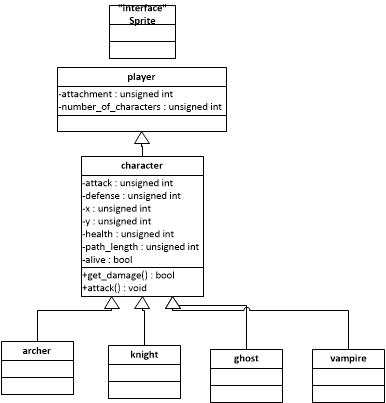 "interface"
Sprite
player
-attachment : unsigned int
-number_of_characters : unsigned int
character
-attack : unsigned int
-defense : unsigned int
-x : unsigned int
-y : unsigned int
-health : unsigned int
-path_length : unsigned int
-alive : bool
+get_damage() : bool
+attack() : void
archer
knight
ghost
vampire